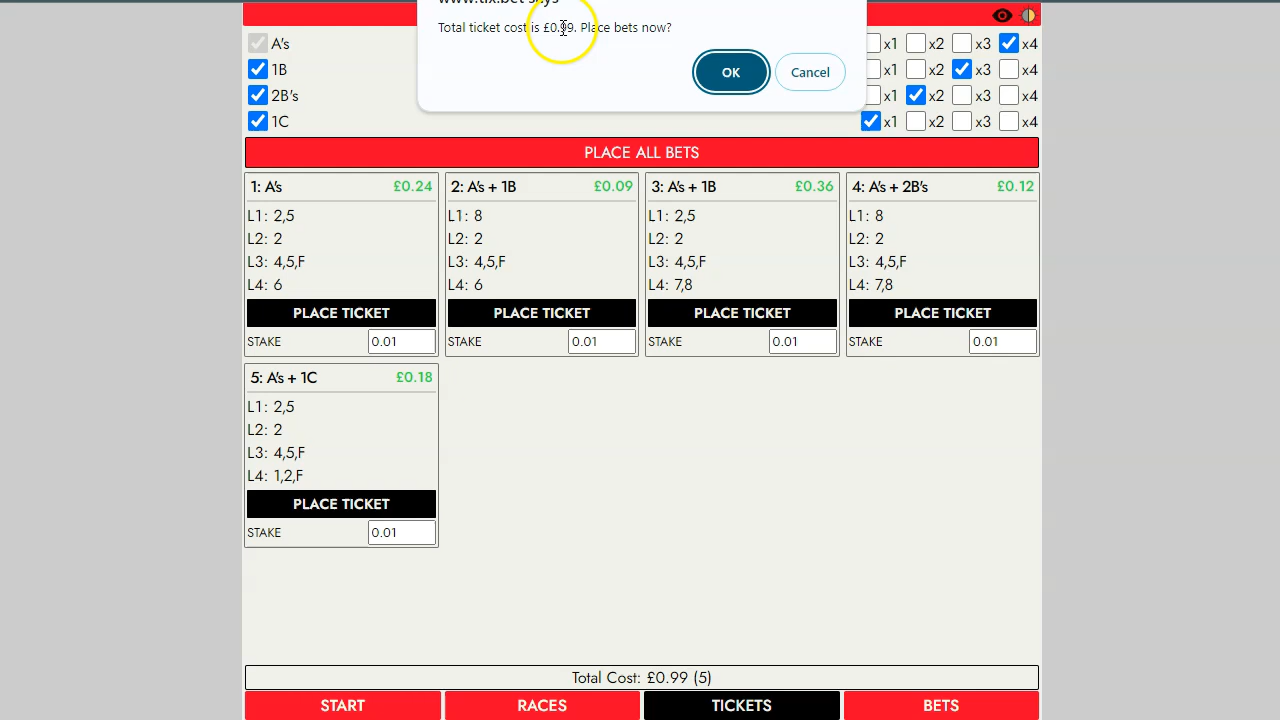 www.tix.bet says
Total ticket cost is £0.99. Place bets now?
OK Cancel
A's x1 x2 x3 x4
1B x1 x2 x3 x4
2B's x1 x2 x3 x4
1C x1 x2 x3 x4
PLACE ALL BETS
1: A's £0.24
L1: 2,5
L2: 2
L3: 4,5,F
L4: 6
PLACE TICKET
STAKE 0.01
2: A's + 1B £0.09
L1: 8
L2: 2
L3: 4,5,F
L4: 6
PLACE TICKET
STAKE 0.01
3: A's + 1B £0.36
L1: 2,5
L2: 2
L3: 4,5,F
L4: 7,8
PLACE TICKET
STAKE 0.01
4: A's + 2B's £0.12
L1: 8
L2: 2
L3: 4,5,F
L4: 7,8
PLACE TICKET
STAKE 0.01
5: A's + 1C £0.18
L1: 2,5
L2: 2
L3: 4,5,F
L4: 1,2,F
PLACE TICKET
STAKE 0.01
Total Cost: £0.99 (5)
START RACES TICKETS BETS